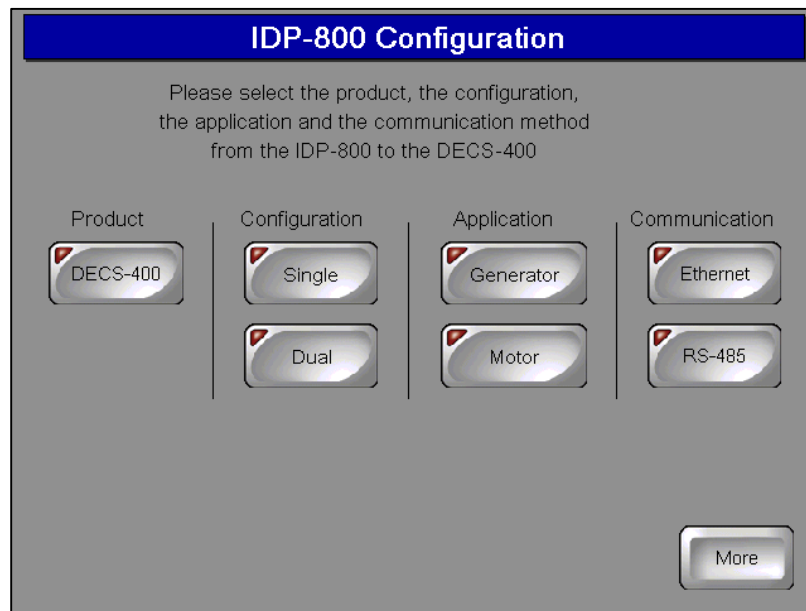 IDP-800 Configuration
Please select the product, the configuration,
the application and the communication method
from the IDP-800 to the DECS-400
Product Configuration Application Communication
DECS-400 Single Generator Ethernet
Dual Motor RS-485
More